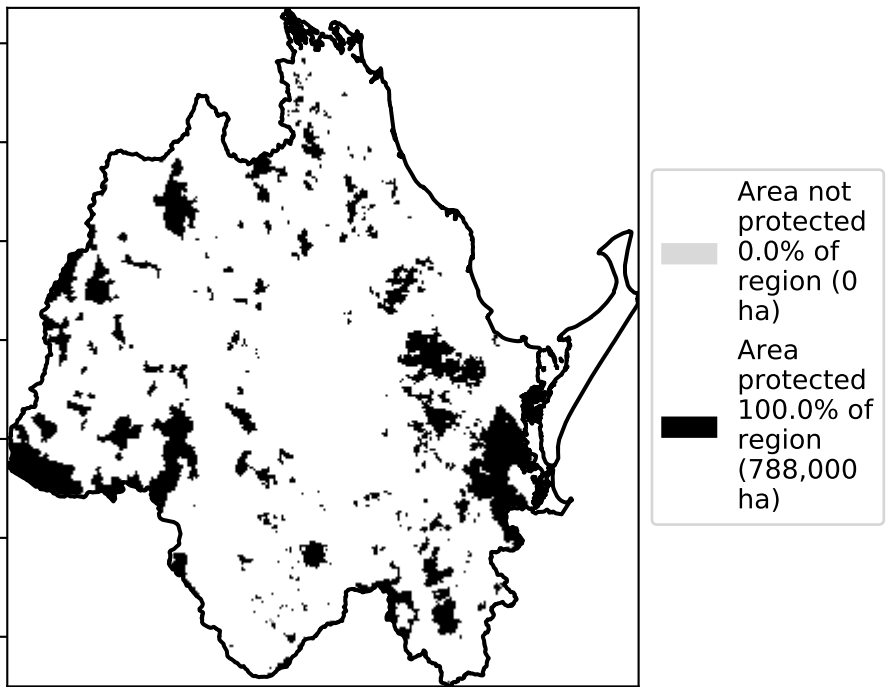 Area not
protected
0.0% of
region (0
ha)
Area
protected
100.0% of
region
(788,000
ha)